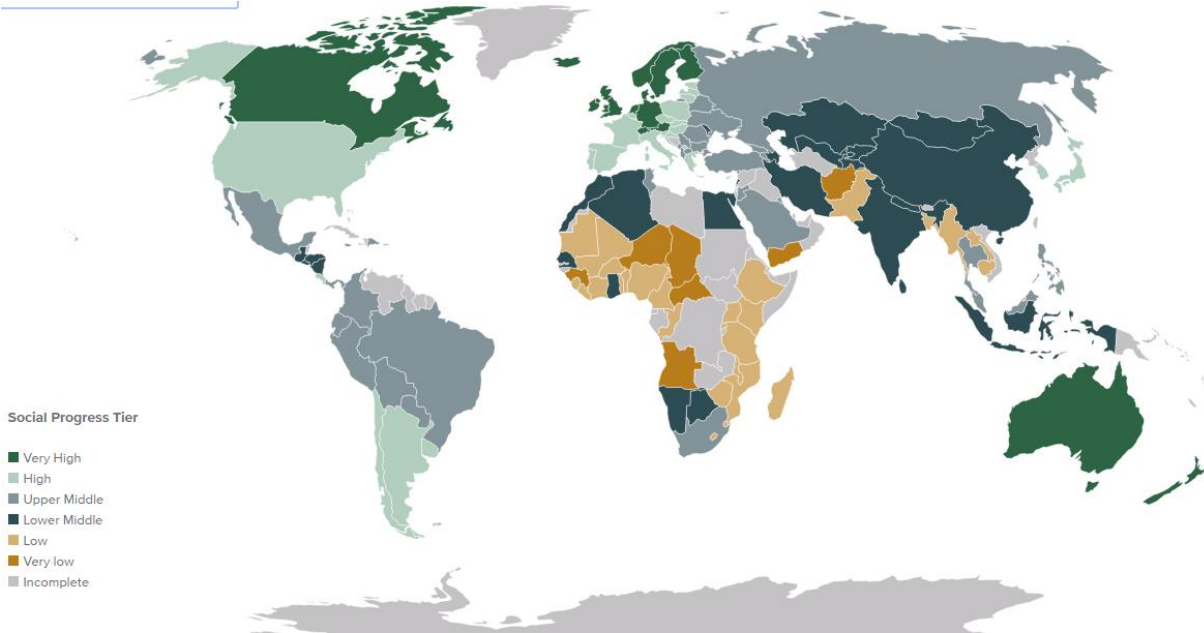 Social Progress Tier
Very High
High
Upper Middle
Lower Middle
Low
Very low
Incomplete